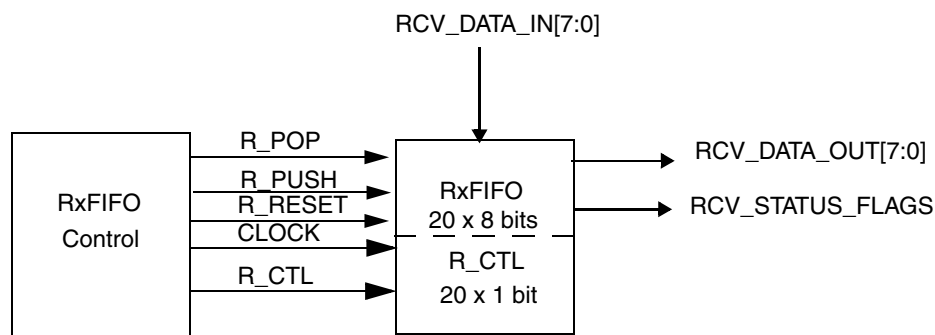 RCV_DATA_IN[7:0]
R_POP
RCV_DATA_OUT[7:0]
R_PUSH
RxFIFO
Control
RxFIFO
20 x 8 bits
RCV_STATUS_FLAGS
R_RESET
CLOCK
R_CTL
R_CTL
20 x 1 bit